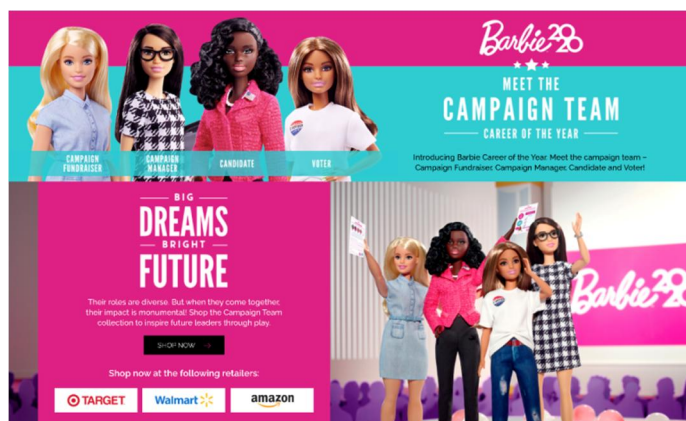 Barbie 2020
MEET THE
CAMPAIGN TEAM
CAREER OF THE YEAR
Introducing Barbie Career of the Year. Meet the campaign team –
Campaign Fundraiser, Campaign Manager, Candidate and Voter!
CAMPAIGN
FUNDRAISER
CAMPAIGN
MANAGER
CANDIDATE
VOTER
BIG
DREAMS
BRIGHT
FUTURE
Their roles are diverse. But when they come together,
their impact is monumental! Shop the Campaign Team
collection to inspire future leaders through play.
SHOP NOW →
Shop now at the following retailers:
TARGET
Walmart
amazon
Barbie 2020